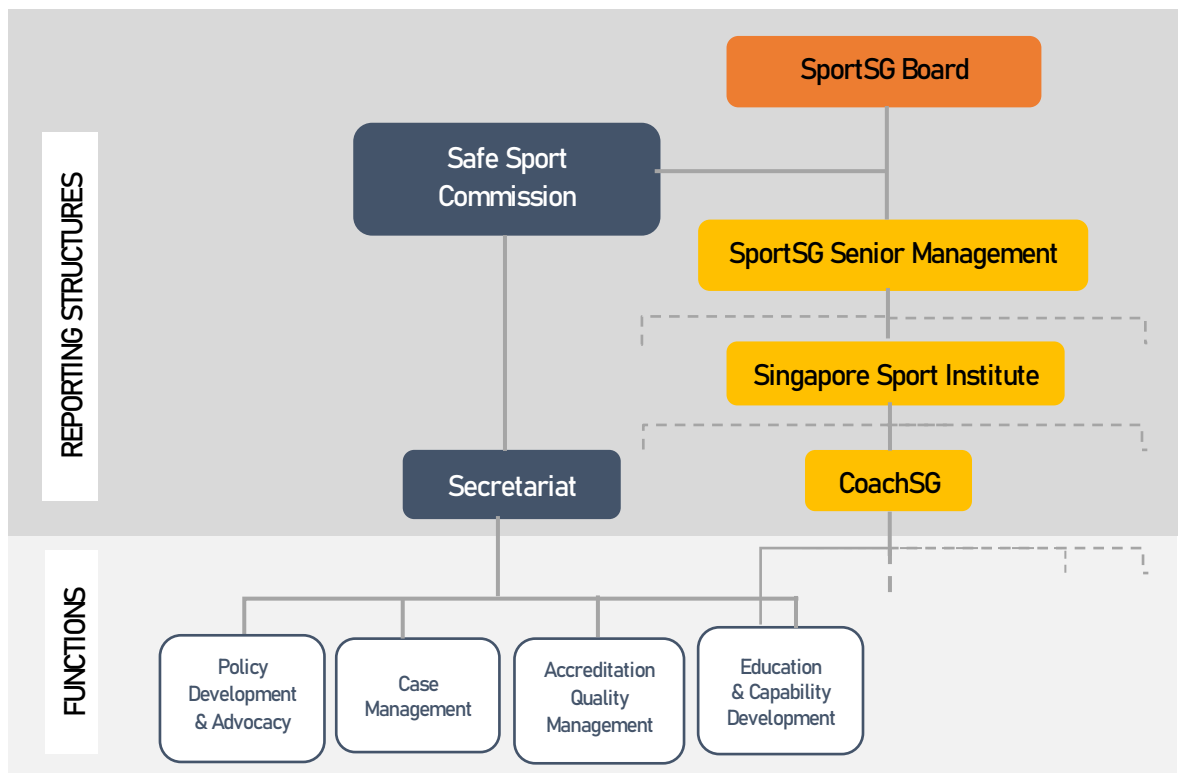 SportSG Board
Safe Sport
Commission
SportSG Senior Management
REPORTING STRUCTURES
Singapore Sport Institute
Secretariat
CoachSG
FUNCTIONS
Policy
Development
& Advocacy
Case
Management
Accreditation
Quality
Management
Education
& Capability
Development